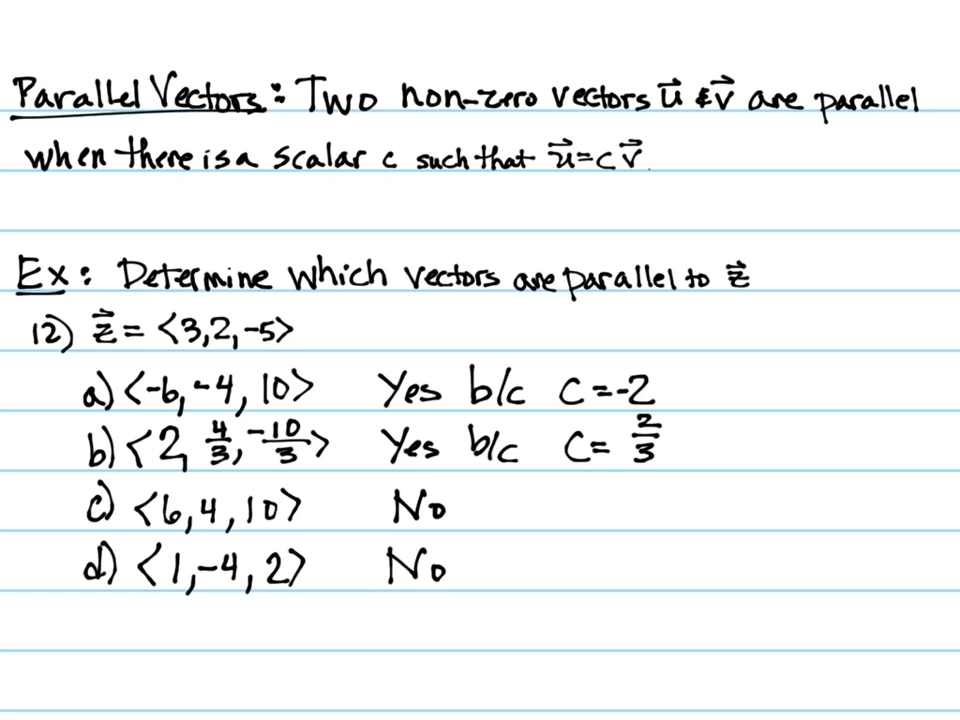 Parallel Vectors: Two non-zero vectors u⃗ & v⃗ are parallel
when there is a scalar c such that u⃗ = c v⃗.
Ex: Determine which vectors are parallel to z⃗
12) z⃗ = <3,2,-5>
a) <-6, -4, 10> Yes b/c C = -2
b) <2, 4/3, -10/3> Yes b/c C = 2/3
c) <6,4,10> No
d) <1,-4,2> No